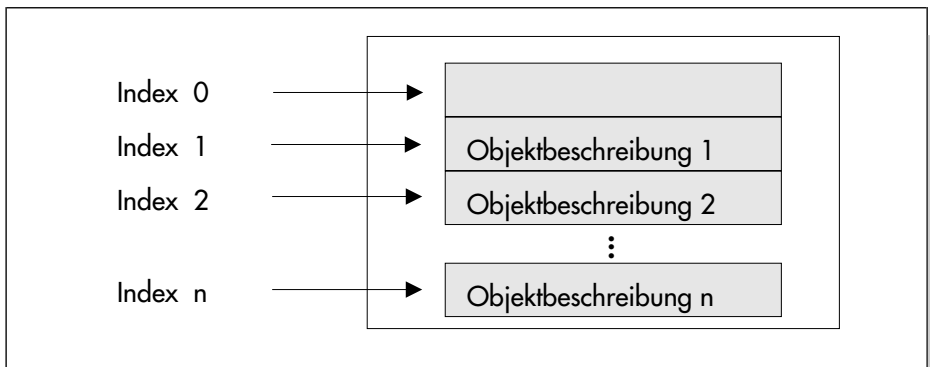 Index 0
Index 1 Objektbeschreibung 1
Index 2 Objektbeschreibung 2
Index n Objektbeschreibung n